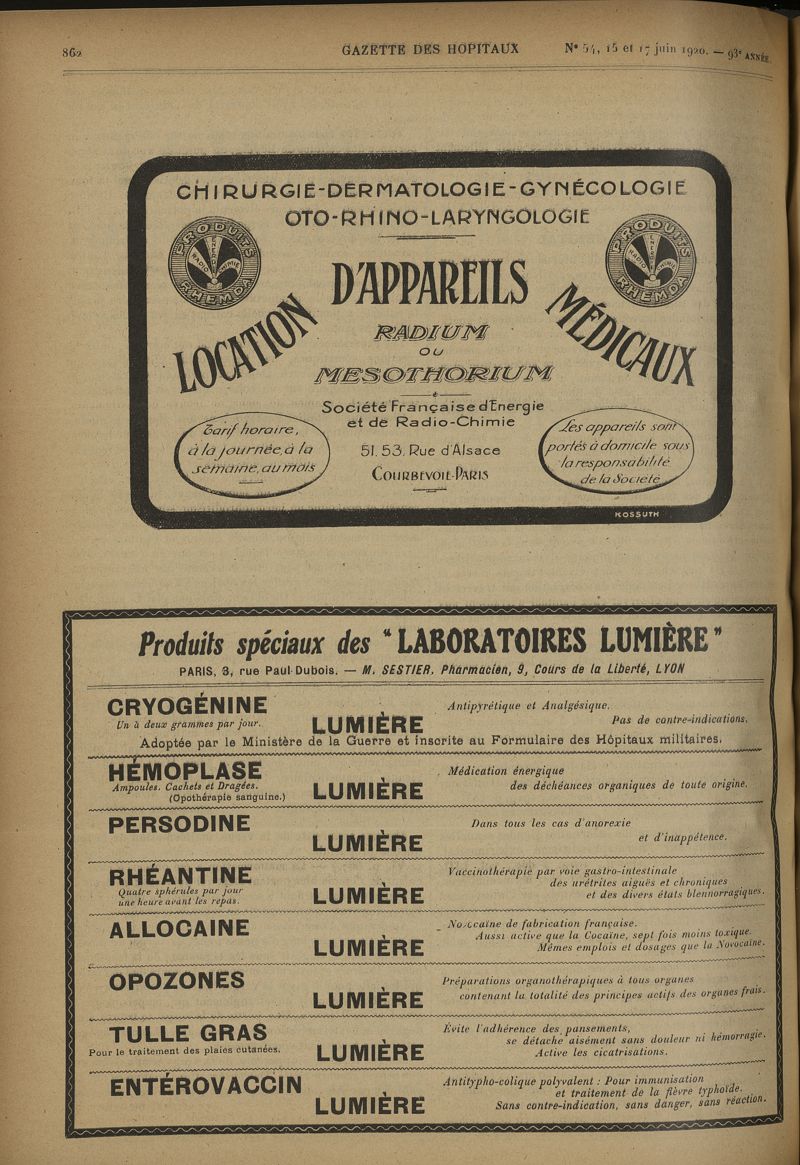 862
GAZETTE DES HOPITAUX
N° 54, 15 et 17 juin 1920. — 93e ANNÉE.
CHIRURGIE-DERMATOLOGIE-GYNÉCOLOGIE
OTO-RHINO-LARYNGOLOGIE
PRODUITS
ENERGIE
RADIO CHIMIE
RHEMDA
PRODUITS
ENERGIE
RADIO CHIMIE
RHEMDA
LOCATION
D'APPAREILS
MÉDICAUX
RADIUM
OU
MESOTHORIUM
Société Française d'Energie
et de Radio-Chimie
51, 53, Rue d'Alsace
COURBEVOIE-PARIS
Tarif horaire,
à la journée, à la
semaine, au mois
Les appareils sont
portés à domicile sous
la responsabilité
de la Société
KOSSUTH
Produits spéciaux des "LABORATOIRES LUMIÈRE"
PARIS, 3, rue Paul-Dubois. — M. SESTIER, Pharmacien, 9, Cours de la Liberté, LYON
CRYOGÉNINE
Un à deux grammes par jour.
LUMIÈRE
Antipyrétique et Analgésique.
Pas de contre-indications.
Adoptée par le Ministère de la Guerre et inscrite au Formulaire des Hôpitaux militaires.
HÉMOPLASE
Ampoules. Cachets et Dragées.
(Opothérapie sanguine.)
LUMIÈRE
Médication énergique
des déchéances organiques de toute origine.
PERSODINE
LUMIÈRE
Dans tous les cas d'anorexie
et d'inappétence.
RHÉANTINE
Quatre sphérules par jour
une heure avant les repas.
LUMIÈRE
Vaccinothérapie par voie gastro-intestinale
des urétrites aiguës et chroniques
et des divers états blennorragiques.
ALLOCAINE
LUMIÈRE
Novocaïne de fabrication française.
Aussi active que la Cocaïne, sept fois moins toxique.
Mêmes emplois et dosages que la Novocaïne.
OPOZONES
LUMIÈRE
Préparations organothérapiques à tous organes
contenant la totalité des principes actifs des organes frais.
TULLE GRAS
Pour le traitement des plaies cutanées.
LUMIÈRE
Évite l'adhérence des pansements,
se détache aisément sans douleur ni hémorragie.
Active les cicatrisations.
ENTÉROVACCIN
LUMIÈRE
Antitypho-colique polyvalent : Pour immunisation
et traitement de la fièvre typhoïde.
Sans contre-indication, sans danger, sans réaction.